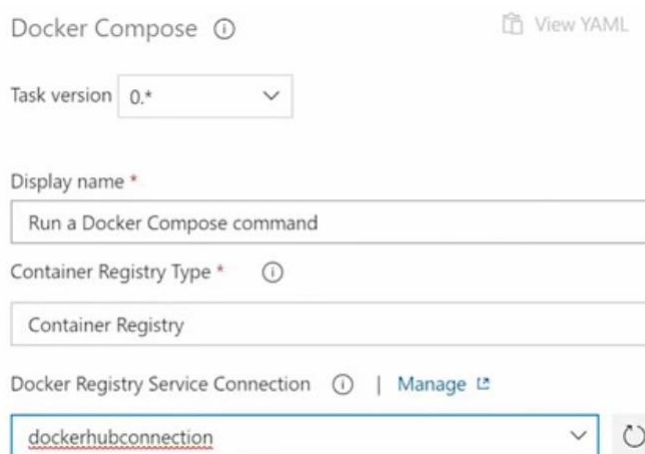 Docker Compose
View YAML
Task version 0.*
Display name *
Run a Docker Compose command
Container Registry Type *
Container Registry
Docker Registry Service Connection | Manage
dockerhubconnection